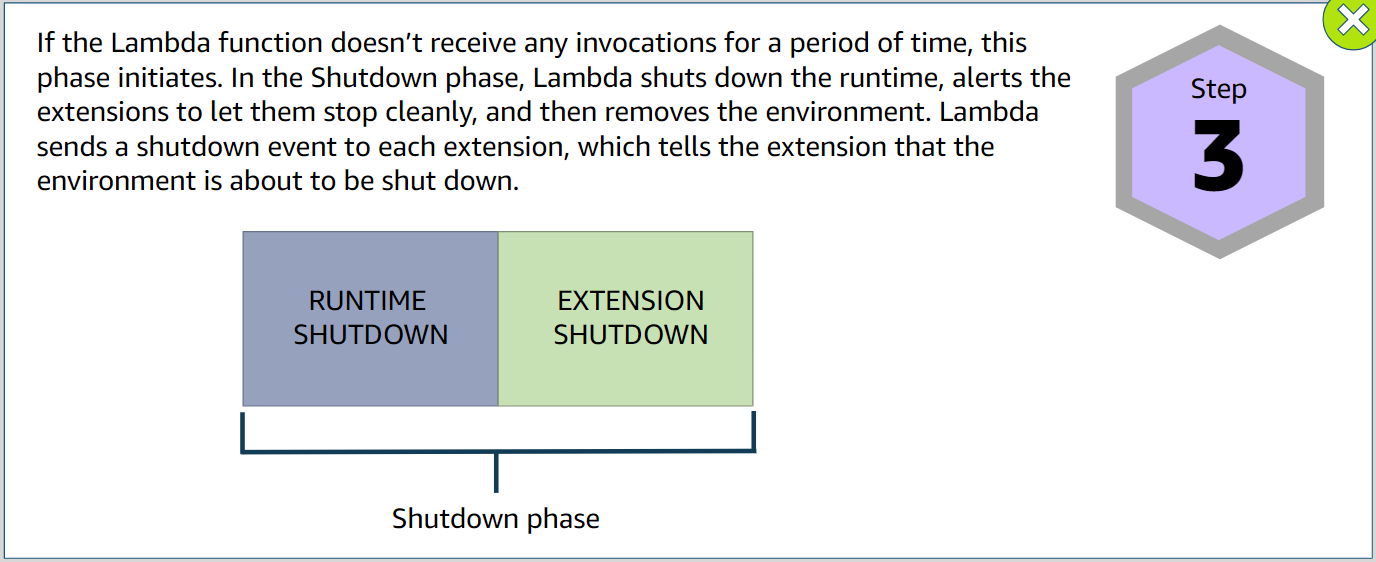 If the Lambda function doesn’t receive any invocations for a period of time, this
phase initiates. In the Shutdown phase, Lambda shuts down the runtime, alerts the
extensions to let them stop cleanly, and then removes the environment. Lambda
sends a shutdown event to each extension, which tells the extension that the
environment is about to be shut down.
Step
3
RUNTIME
SHUTDOWN
EXTENSION
SHUTDOWN
Shutdown phase